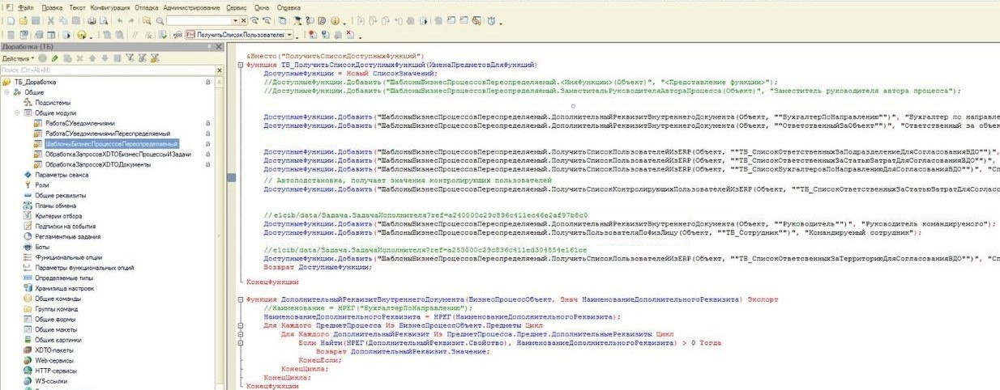 Файл Правка Текст Конфигурация Отладка Администрирование Сервис Окна Справка
ПолучитьСписокПользователе
Доработка (ТБ)
Действия
Поиск (Ctrl+Alt+M)
ТБ_Доработка
Общие
Подсистемы
Общие модули
РаботаСУведомлениями
РаботаСУведомлениямиПереопределяемый
ШаблоныБизнесПроцессовПереопределяемый
ОбработкаЗапросовXDTOБизнесПроцессыИЗадачи
ОбработкаЗапросовXDTOДокументы
Параметры сеанса
Роли
Общие реквизиты
Планы обмена
Критерии отбора
Подписки на события
Регламентные задания
Боты
Функциональные опции
Параметры функциональных опций
Определяемые типы
Хранилища настроек
Общие команды
Группы команд
Общие формы
Общие макеты
Общие картинки
XDTO-пакеты
Web-сервисы
HTTP-сервисы
WS-ссылки
&Вместо("ПолучитьСписокДоступныхФункций")
Функция ТБ_ПолучитьСписокДоступныхФункций(ИменаПредметовДляФункций)
ДоступныеФункции = Новый СписокЗначений;
//ДоступныеФункции.Добавить("ШаблоныБизнесПроцессовПереопределяемый.<ИмяФункции>(Объект)", "<Представление функции>");
//ДоступныеФункции.Добавить("ШаблоныБизнесПроцессовПереопределяемый.ЗаместительРуководителяАвтораПроцесса(Объект)", "Заместитель руководителя автора процесса");
ДоступныеФункции.Добавить("ШаблоныБизнесПроцессовПереопределяемый.ДополнительныйРеквизитВнутреннегоДокумента(Объект, ""БухгалтерПоНаправлению"")", "Бухгалтер по направле
ДоступныеФункции.Добавить("ШаблоныБизнесПроцессовПереопределяемый.ДополнительныйРеквизитВнутреннегоДокумента(Объект, ""ОтветственныйЗаОбъект"")", "Ответственный за объек
ДоступныеФункции.Добавить("ШаблоныБизнесПроцессовПереопределяемый.ПолучитьСписокПользователейИзERP(Объект, ""ТБ_СписокОтветственныхЗаПодразделениеДляСогласованияВДО"")",
ДоступныеФункции.Добавить("ШаблоныБизнесПроцессовПереопределяемый.ПолучитьСписокПользователейИзERP(Объект, ""ТБ_СписокОтветственныхЗаСтатьюЗатратДляСогласованияВДО"")",
ДоступныеФункции.Добавить("ШаблоныБизнесПроцессовПереопределяемый.ПолучитьСписокПользователейИзERP(Объект, ""ТБ_СписокБухгалтеровПоНаправлениюДляСогласованияВДО"")", "Сп
// Автоподстановка, получает значения контролирующих пользователей
ДоступныеФункции.Добавить("ШаблоныБизнесПроцессовПереопределяемый.ПолучитьСписокКонтролирующихПользователейИзERP(Объект, ""ТБ_СписокОтветственныхЗаСтатьюЗатратДляСогласо
//e1cib/data/Задача.ЗадачаИсполнителя?ref=a240000c29c836c411ec46e2af97b8c0
ДоступныеФункции.Добавить("ШаблоныБизнесПроцессовПереопределяемый.ДополнительныйРеквизитВнутреннегоДокумента(Объект, ""Руководитель"")", "Руководитель командируемого");
ДоступныеФункции.Добавить("ШаблоныБизнесПроцессовПереопределяемый.ПолучитьПользователяПоФизЛицу(Объект, ""ТБ_Сотрудник"")", "Командируемый сотрудник");
//e1cib/data/Задача.ЗадачаИсполнителя?ref=a253000c29c836c411ed304854e161ce
ДоступныеФункции.Добавить("ШаблоныБизнесПроцессовПереопределяемый.ПолучитьСписокПользователейИзERP(Объект, ""ТБ_СписокОтветсвенныхЗаТерриториюДляСогласованияВДО"")", "Сп
Возврат ДоступныеФункции;
КонецФункции
Функция ДополнительныйРеквизитВнутреннегоДокумента(БизнесПроцессОбъект, Знач НаименованиеДополнительногоРеквизита) Экспорт
//Наименование = НРЕГ("БухгалтерПоНаправлению");
НаименованиеДополнительногоРеквизита = НРЕГ(НаименованиеДополнительногоРеквизита);
Для Каждого ПредметПроцесса Из БизнесПроцессОбъект.Предметы Цикл
Для Каждого ДополнительныйРеквизит Из ПредметПроцесса.Предмет.ДополнительныеРеквизиты Цикл
Если Найти(НРЕГ(ДополнительныйРеквизит.Свойство), НаименованиеДополнительногоРеквизита) > 0 Тогда
Возврат ДополнительныйРеквизит.Значение;
КонецЕсли;
КонецЦикла;
КонецЦикла;
КонецФункции